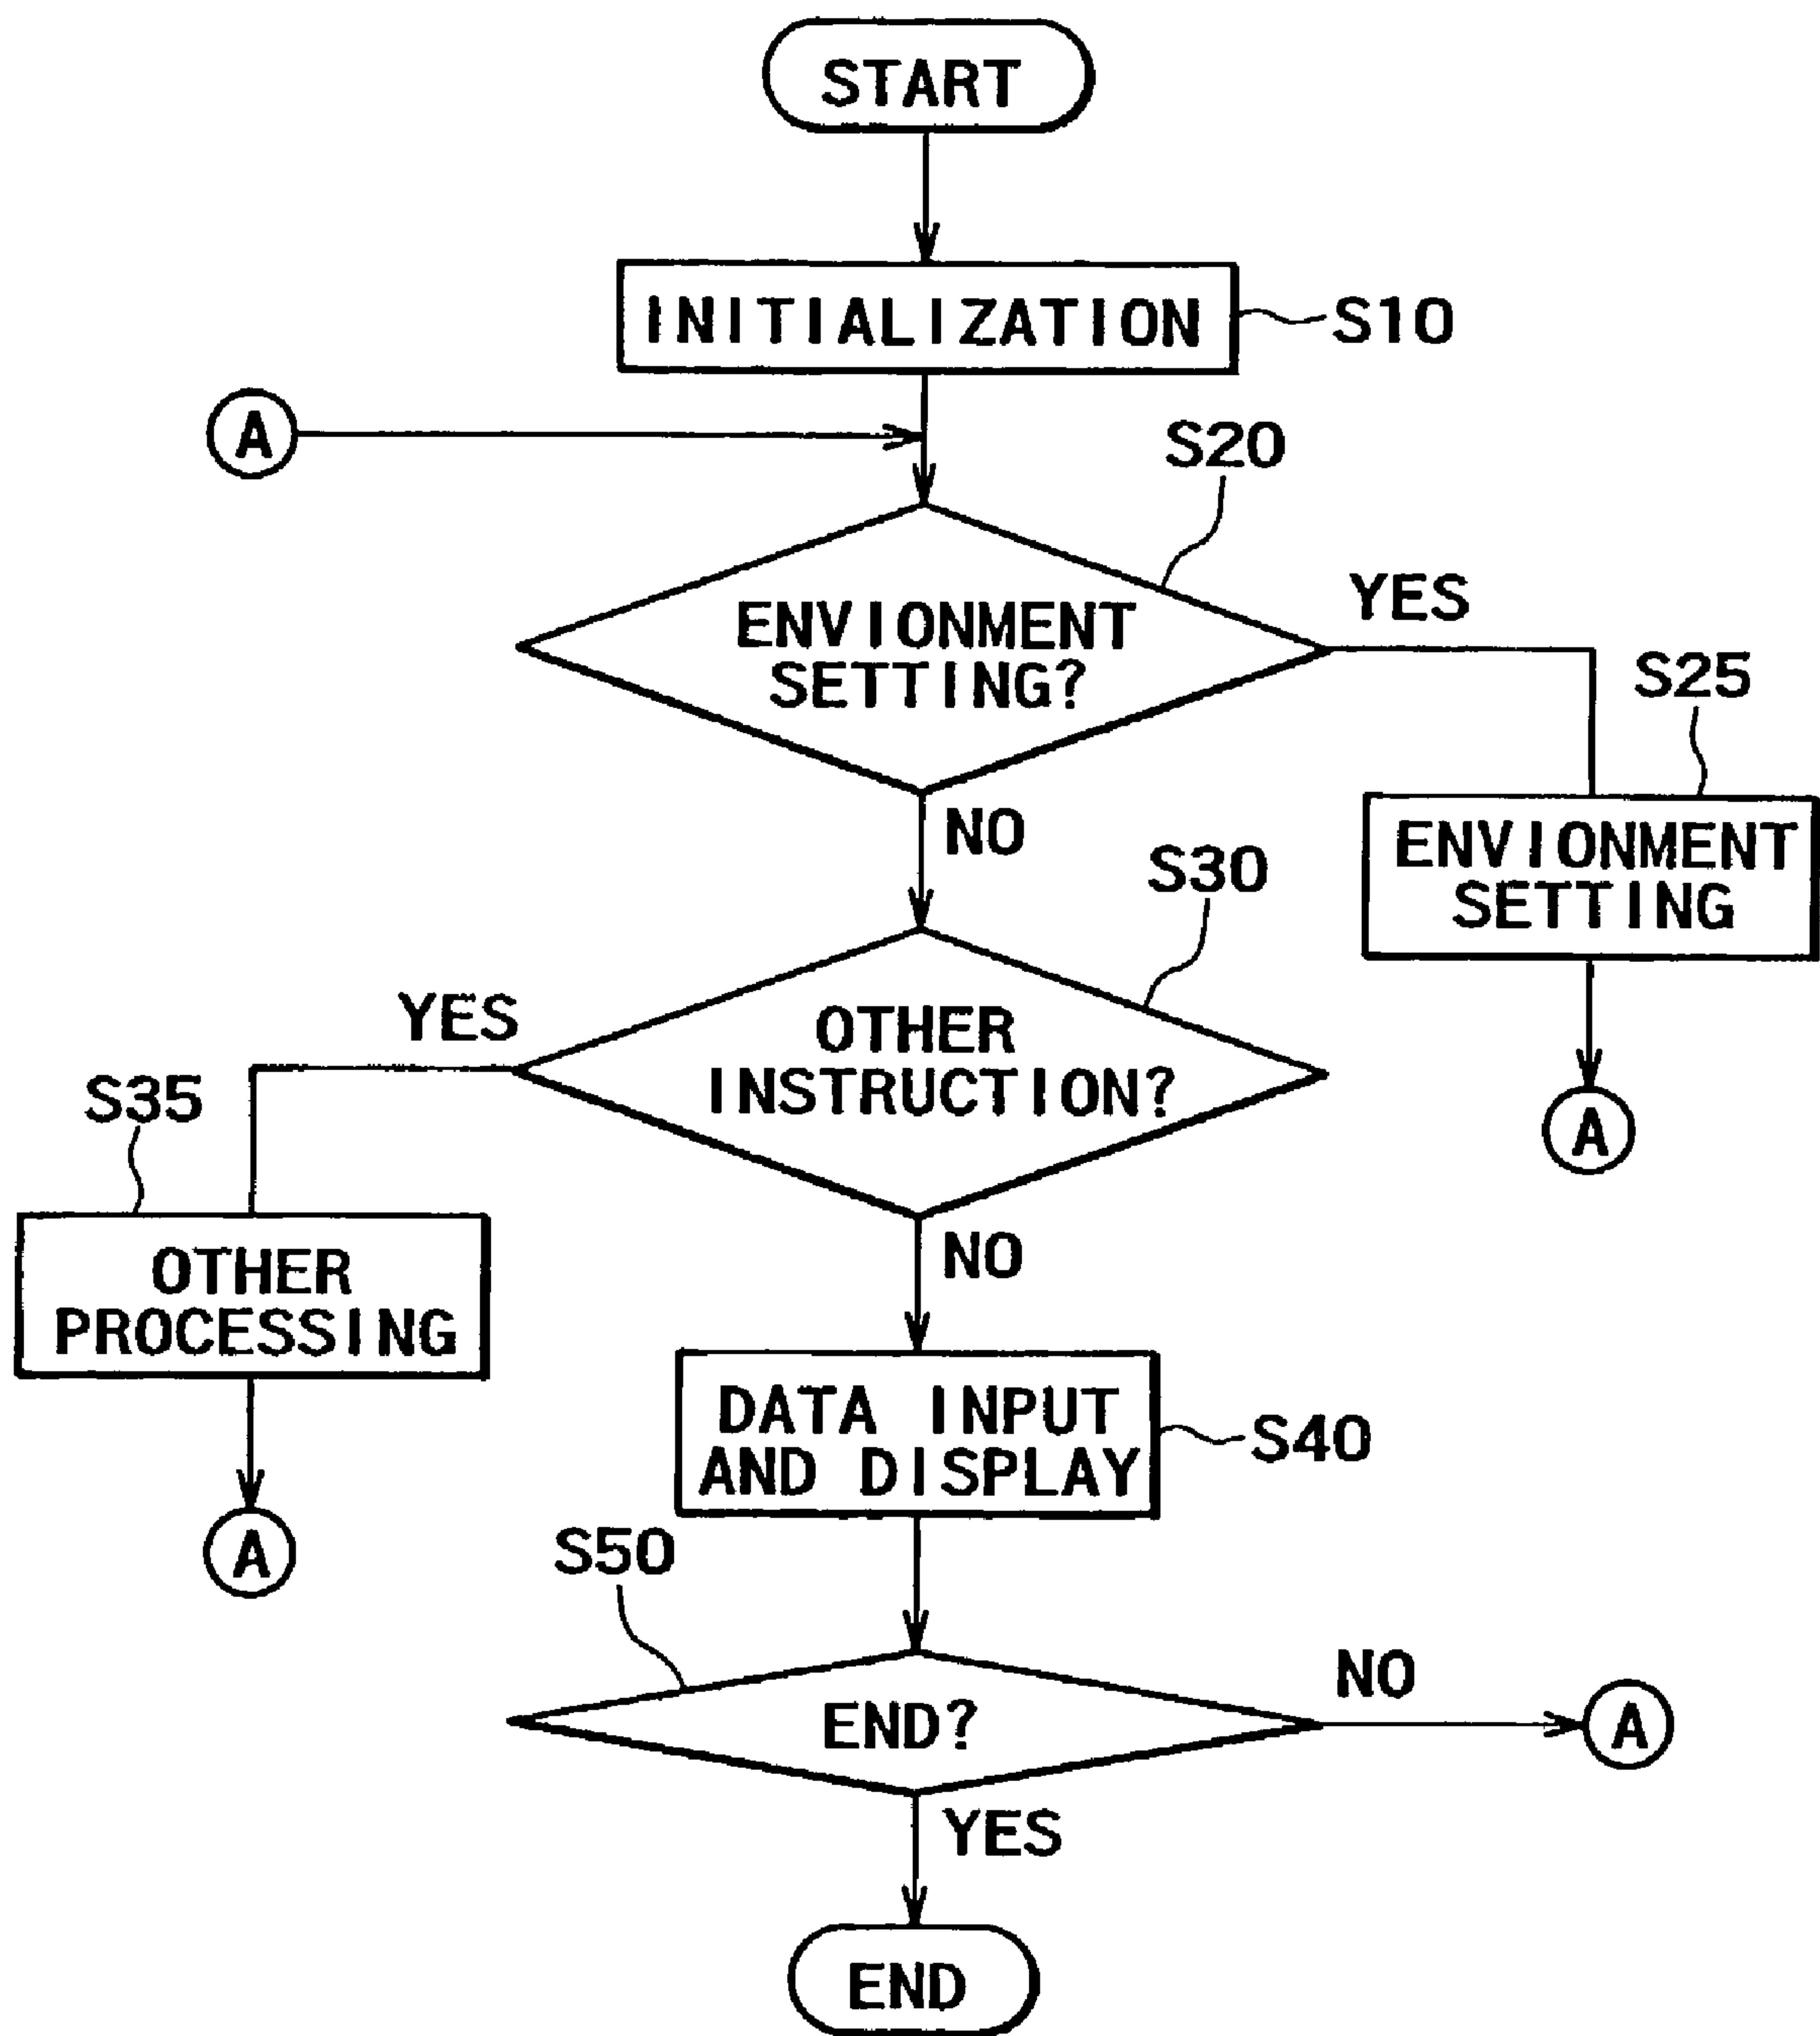 START
INITIALIZATION
S10
A
S20
ENVIONMENT
SETTING?
YES
S25
NO
ENVIONMENT
SETTING
S30
YES
OTHER
INSTRUCTION?
A
S35
NO
OTHER
PROCESSING
DATA INPUT
AND DISPLAY
S40
A
S50
END?
NO
A
YES
END